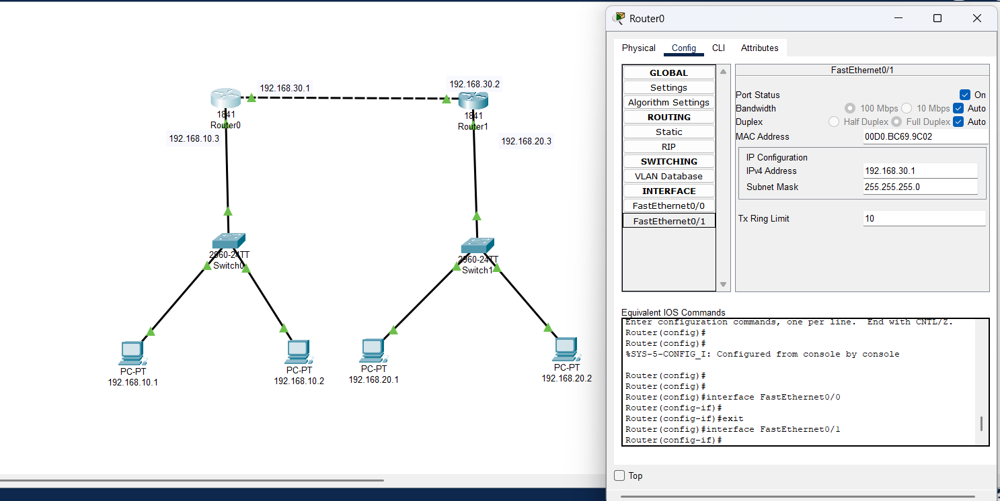 192.168.30.1
192.168.30.2
1841
Router0
1841
Router1
192.168.10.3
192.168.20.3
2960-24TT
Switch0
2960-24TT
Switch1
PC-PT
192.168.10.1
PC-PT
192.168.10.2
PC-PT
192.168.20.1
PC-PT
192.168.20.2
Router0
Physical Config CLI Attributes
GLOBAL
Settings
Algorithm Settings
ROUTING
Static
RIP
SWITCHING
VLAN Database
INTERFACE
FastEthernet0/0
FastEthernet0/1
FastEthernet0/1
Port Status On
Bandwidth 100 Mbps 10 Mbps Auto
Duplex Half Duplex Full Duplex Auto
MAC Address 00D0.BC69.9C02
IP Configuration
IPv4 Address 192.168.30.1
Subnet Mask 255.255.255.0
Tx Ring Limit 10
Equivalent IOS Commands
Enter configuration commands, one per line. End with CNTL/Z.
Router(config)#
Router(config)#
%SYS-5-CONFIG_I: Configured from console by console
Router(config)#
Router(config)#
Router(config)#interface FastEthernet0/0
Router(config-if)#
Router(config-if)#exit
Router(config)#interface FastEthernet0/1
Router(config-if)#
Top